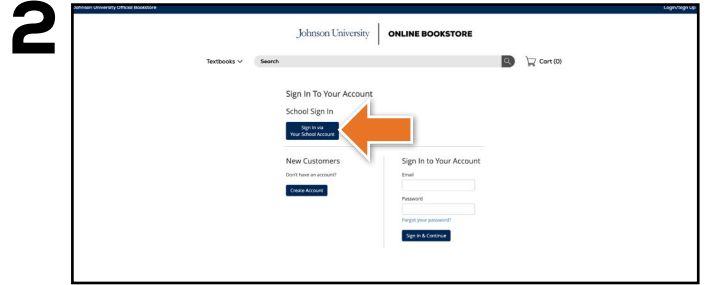 2
Johnson University Official Bookstore
Login/Sign Up
Johnson University ONLINE BOOKSTORE
Textbooks Search Cart (0)
Sign In To Your Account
School Sign In
Sign In via
Your School Account
New Customers
Don't have an account?
Create Account
Sign In to Your Account
Email
Password
Forgot your password?
Sign In & Continue